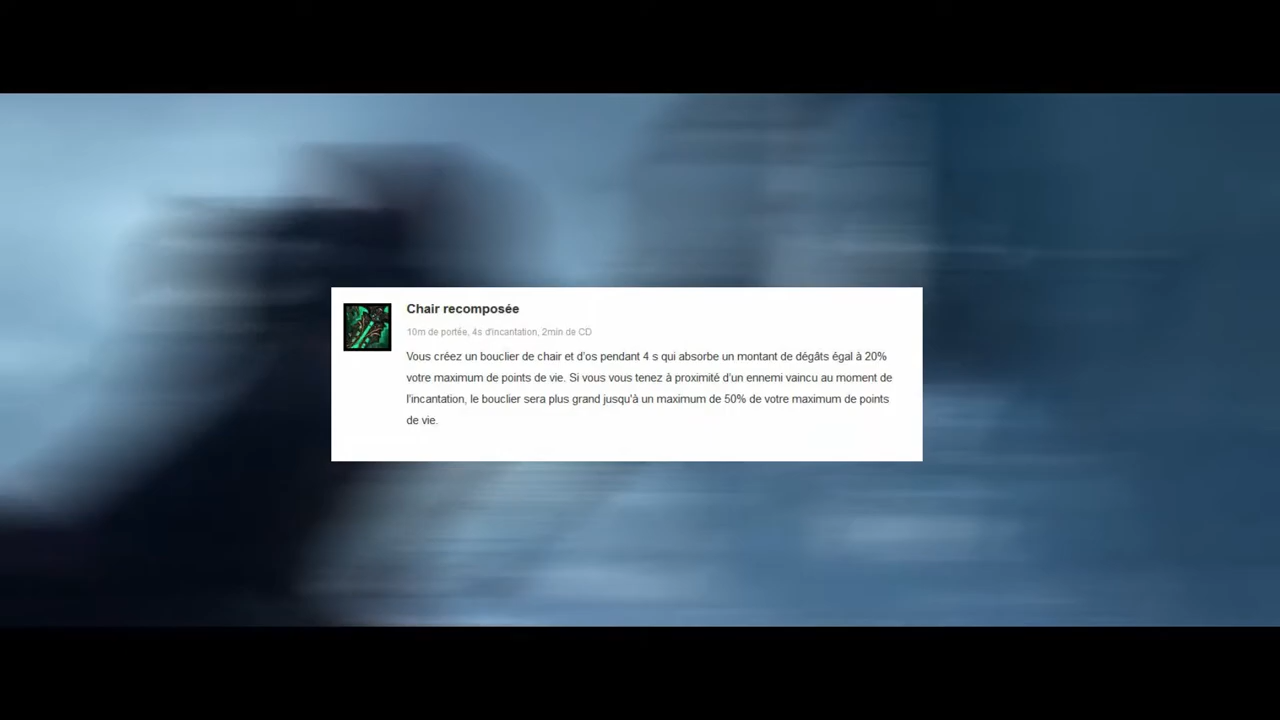 Chair recomposée
10m de portée, 4s d'incantation, 2min de CD
Vous créez un bouclier de chair et d’os pendant 4 s qui absorbe un montant de dégâts égal à 20%
votre maximum de points de vie. Si vous vous tenez à proximité d’un ennemi vaincu au moment de
l’incantation, le bouclier sera plus grand jusqu’à un maximum de 50% de votre maximum de points
de vie.